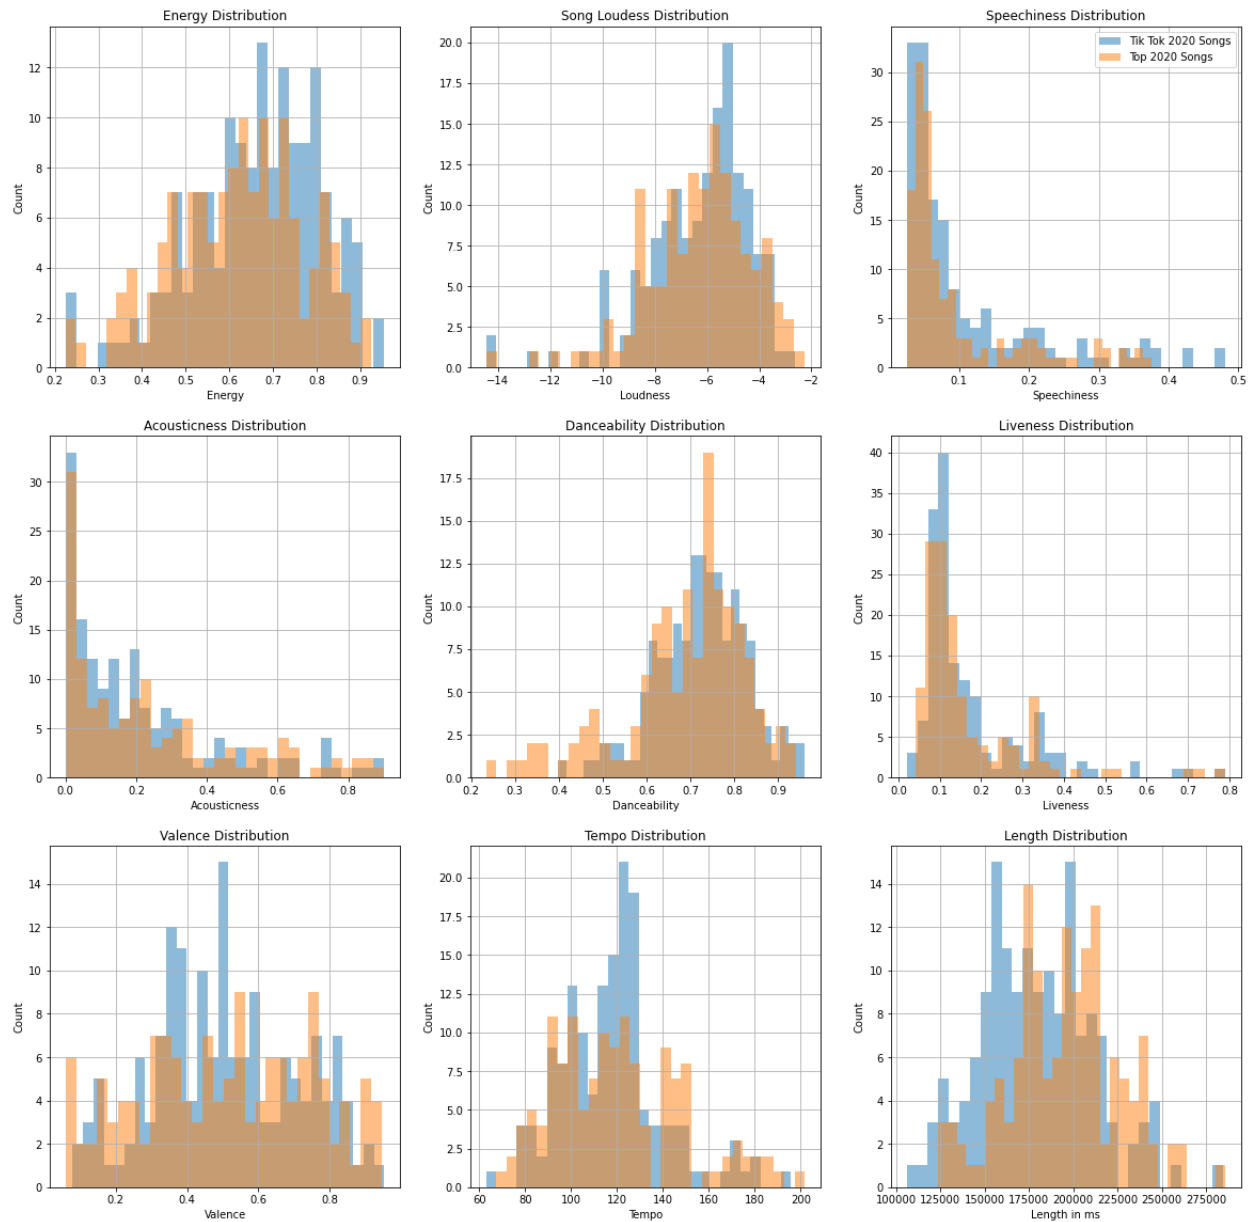 Energy Distribution
Count
12
10
8
6
4
2
0
0.2 0.3 0.4 0.5 0.6 0.7 0.8 0.9
Energy
Song Loudess Distribution
Count
20.0
17.5
15.0
12.5
10.0
7.5
5.0
2.5
0.0
−14 −12 −10 −8 −6 −4 −2
Loudness
Speechiness Distribution
Tik Tok 2020 Songs
Top 2020 Songs
Count
30
25
20
15
10
5
0
0.1 0.2 0.3 0.4 0.5
Speechiness
Acousticness Distribution
Count
30
25
20
15
10
5
0
0.0 0.2 0.4 0.6 0.8
Acousticness
Danceability Distribution
Count
17.5
15.0
12.5
10.0
7.5
5.0
2.5
0.0
0.2 0.3 0.4 0.5 0.6 0.7 0.8 0.9
Danceability
Liveness Distribution
Count
40
35
30
25
20
15
10
5
0
0.0 0.1 0.2 0.3 0.4 0.5 0.6 0.7 0.8
Liveness
Valence Distribution
Count
14
12
10
8
6
4
2
0
0.2 0.4 0.6 0.8
Valence
Tempo Distribution
Count
20.0
17.5
15.0
12.5
10.0
7.5
5.0
2.5
0.0
60 80 100 120 140 160 180 200
Tempo
Length Distribution
Count
14
12
10
8
6
4
2
0
100000 125000 150000 175000 200000 225000 250000 275000
Length in ms